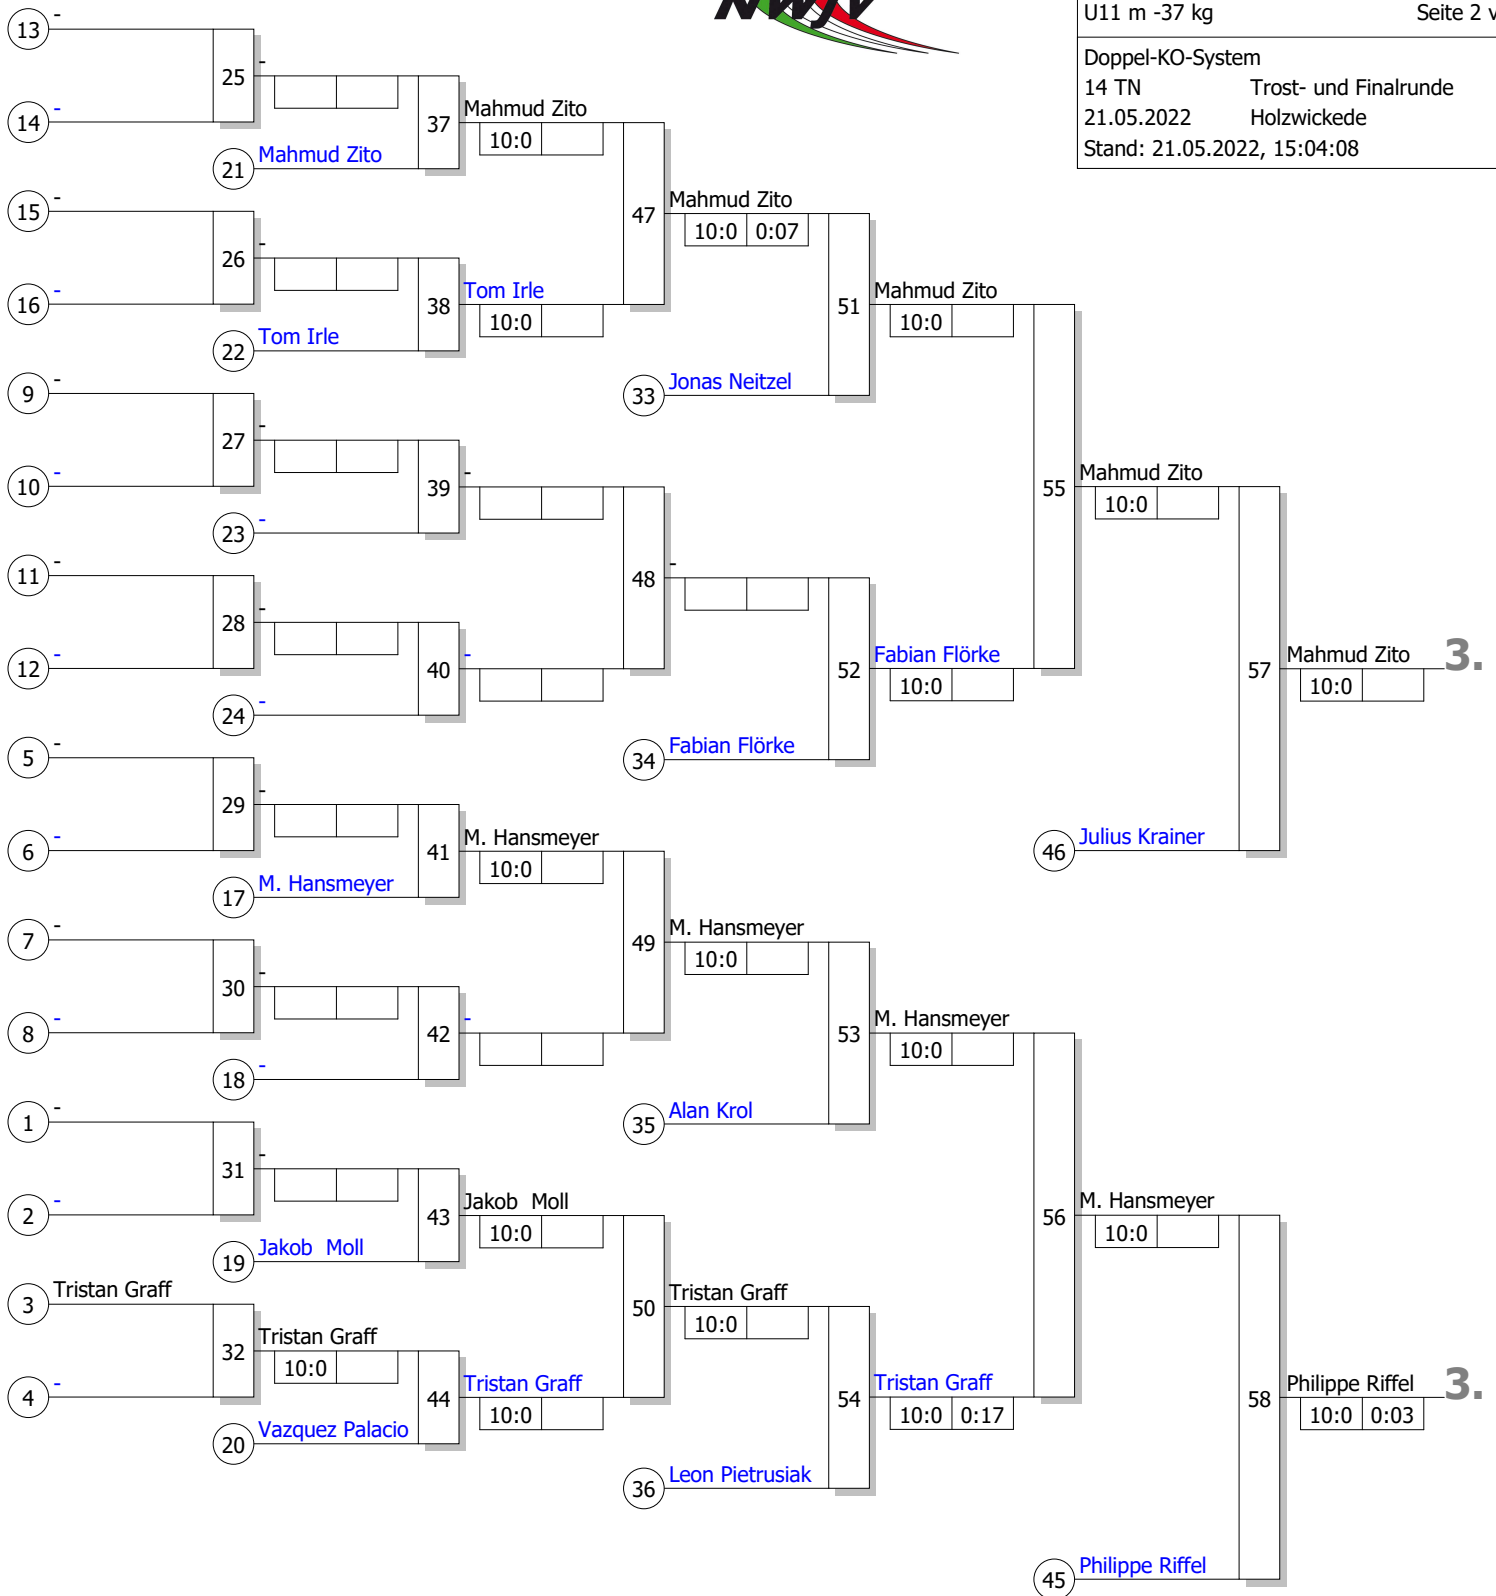 NWJV
U11 m -37 kg Seite 2 v
Doppel-KO-System
14 TN Trost- und Finalrunde
21.05.2022 Holzwickede
Stand: 21.05.2022, 15:04:08
13 -
25 -
14 -
37 Mahmud Zito
10:0
21 Mahmud Zito
15 -
47 Mahmud Zito
10:0 0:07
26 -
16 -
38 Tom Irle
10:0
22 Tom Irle
51 Mahmud Zito
10:0
9 -
33 Jonas Neitzel
27 -
10 -
39 -
23 -
55 Mahmud Zito
10:0
11 -
48 -
28 -
12 -
40 -
24 -
52 Fabian Flörke
10:0
57 Mahmud Zito 3.
10:0
5 -
34 Fabian Flörke
29 -
6 -
41 M. Hansmeyer
10:0
46 Julius Krainer
17 M. Hansmeyer
7 -
49 M. Hansmeyer
10:0
30 -
8 -
42 -
18 -
53 M. Hansmeyer
10:0
1 -
35 Alan Krol
31 -
2 -
43 Jakob  Moll
10:0
19 Jakob  Moll
56 M. Hansmeyer
10:0
3 Tristan Graff
50 Tristan Graff
10:0
32 Tristan Graff
10:0
4 -
44 Tristan Graff
10:0
20 Vazquez Palacio
54 Tristan Graff
10:0 0:17
58 Philippe Riffel 3.
10:0 0:03
36 Leon Pietrusiak
45 Philippe Riffel